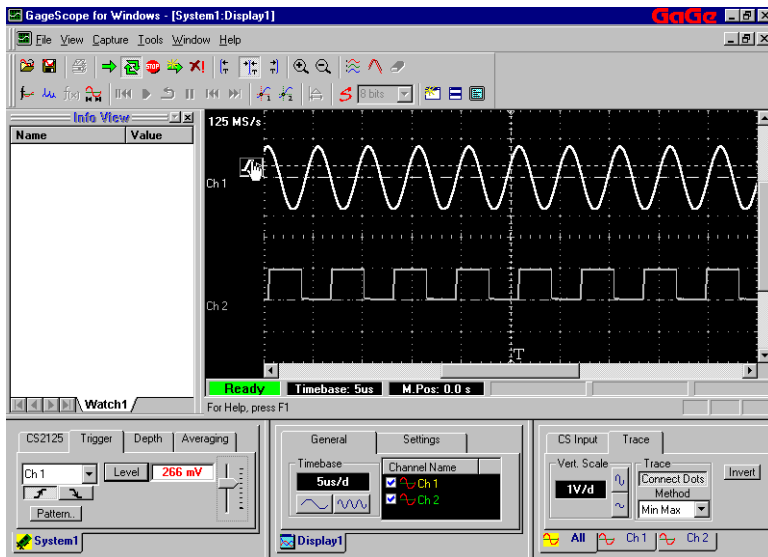 GageScope for Windows - [System1:Display1]
GaGe
File View Capture Tools Window Help
STOP
f(x)
1 2
S 8 bits
Info View
Name Value
Watch1
125 MS/s
Ch 1
Ch 2
T
Ready Timebase: 5us M.Pos: 0.0 s
For Help, press F1
CS2125 Trigger Depth Averaging
Ch 1 Level 266 mV
Pattern..
System1
General Settings
Timebase
5us/d
Channel Name
Ch 1
Ch 2
Display1
CS Input Trace
Vert. Scale
1V/d
Trace
Connect Dots
Method
Min Max
Invert
All Ch 1 Ch 2